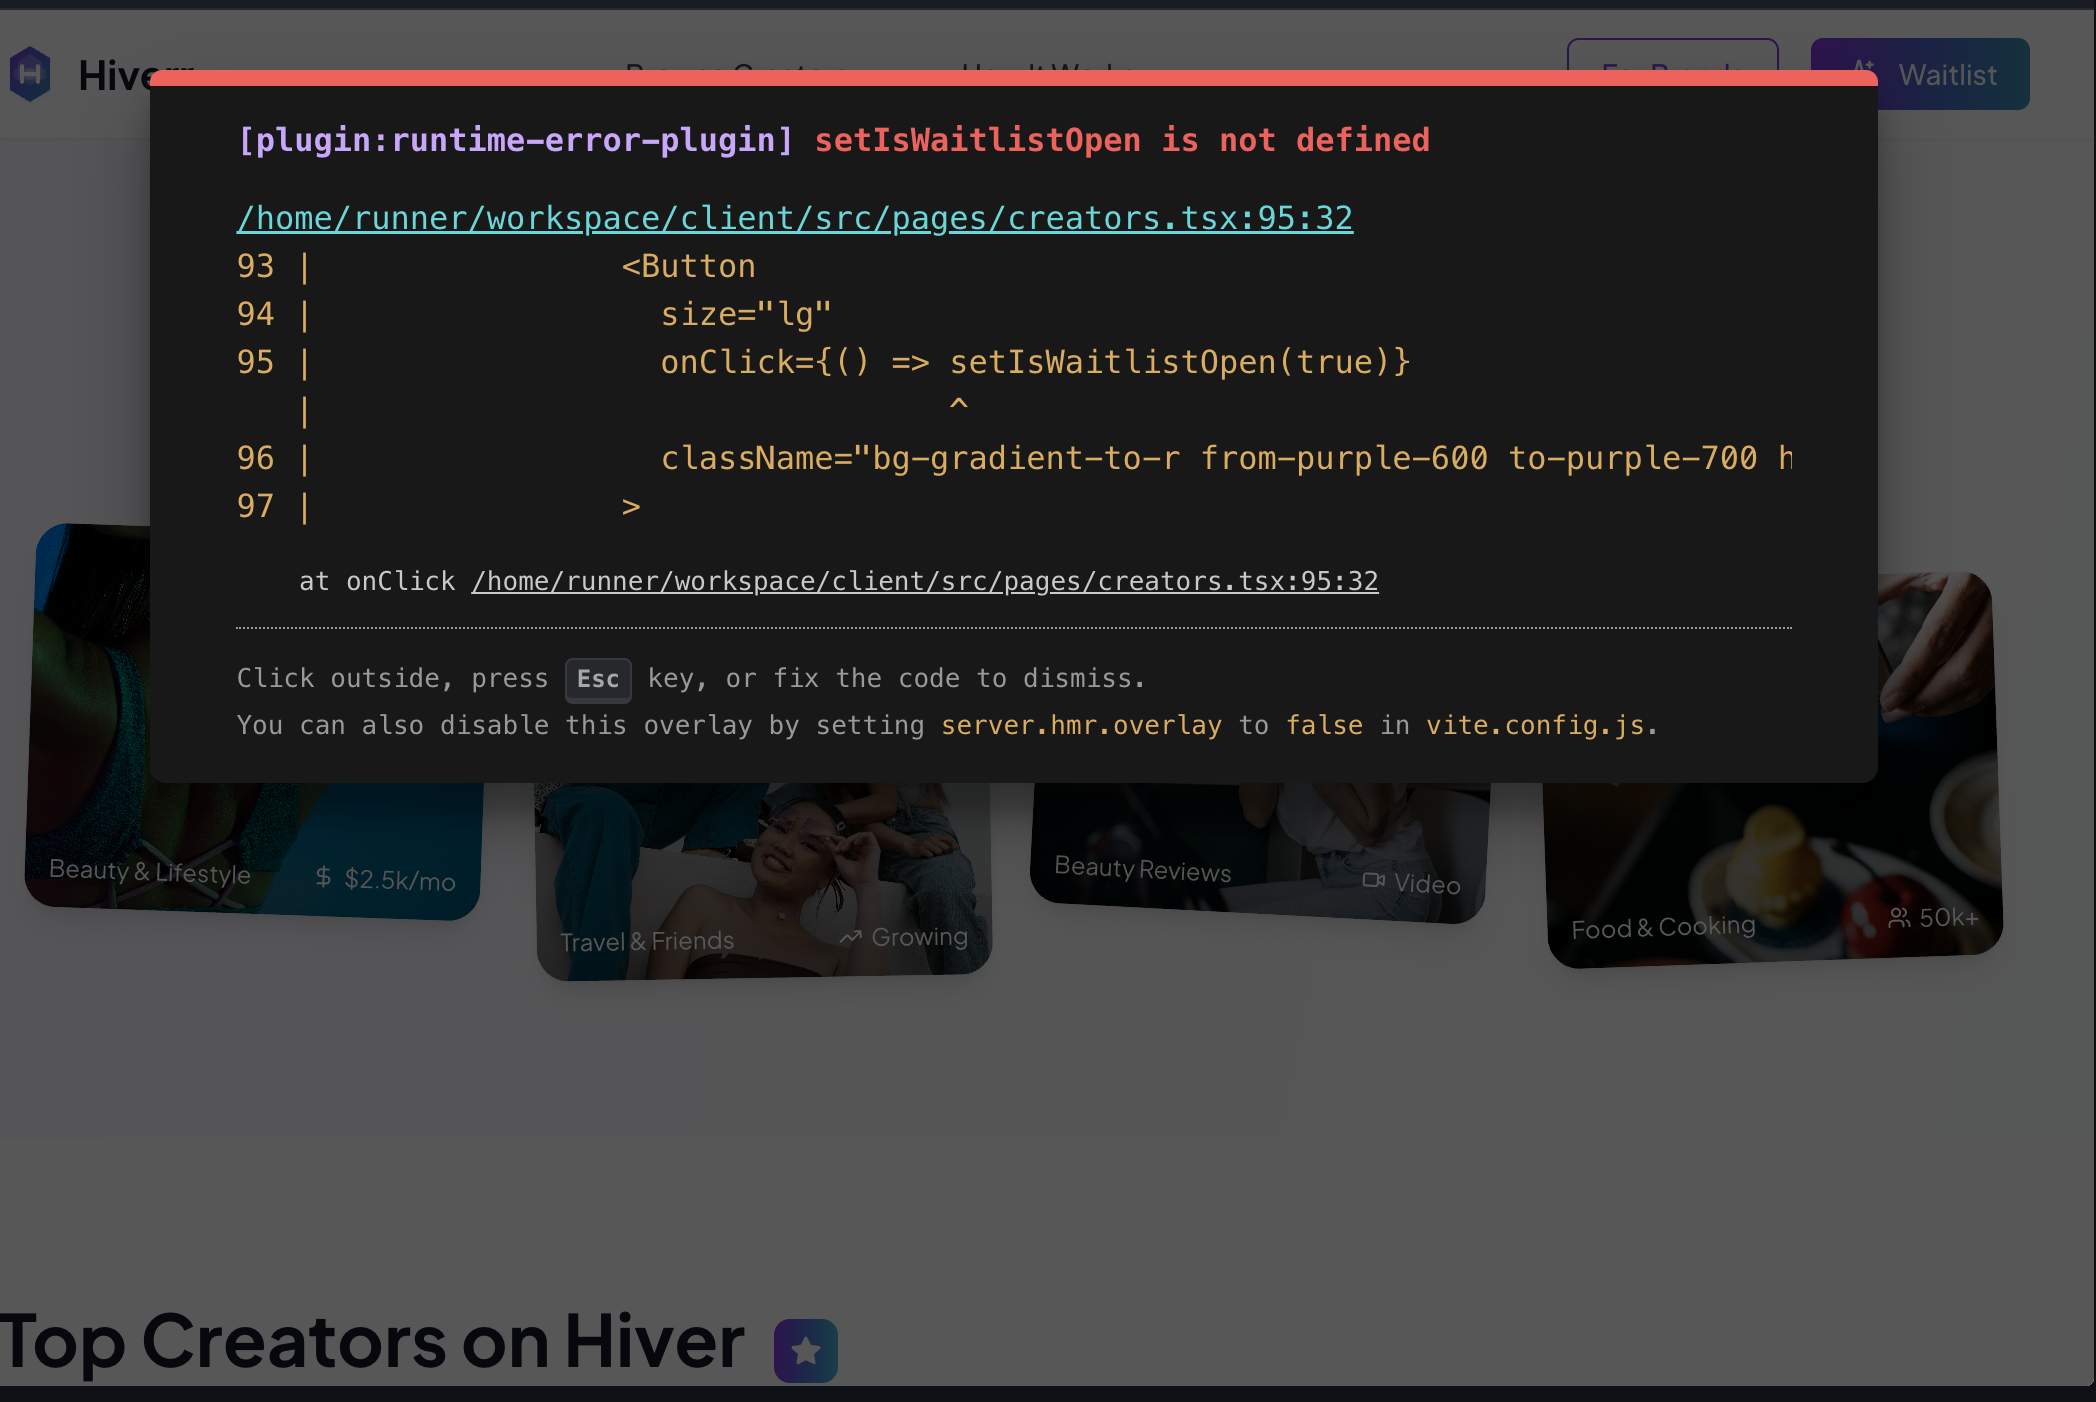 Hiverr
Waitlist
[plugin:runtime-error-plugin] setIsWaitlistOpen is not defined
/home/runner/workspace/client/src/pages/creators.tsx:95:32
93 | <Button
94 | size="lg"
95 | onClick={() => setIsWaitlistOpen(true)}
| ^
96 | className="bg-gradient-to-r from-purple-600 to-purple-700 h
97 | >
at onClick /home/runner/workspace/client/src/pages/creators.tsx:95:32
Click outside, press Esc key, or fix the code to dismiss.
You can also disable this overlay by setting server.hmr.overlay to false in vite.config.js.
Beauty & Lifestyle
$2.5k/mo
Travel & Friends
Growing
Beauty Reviews
Video
Food & Cooking
50k+
Top Creators on Hiver